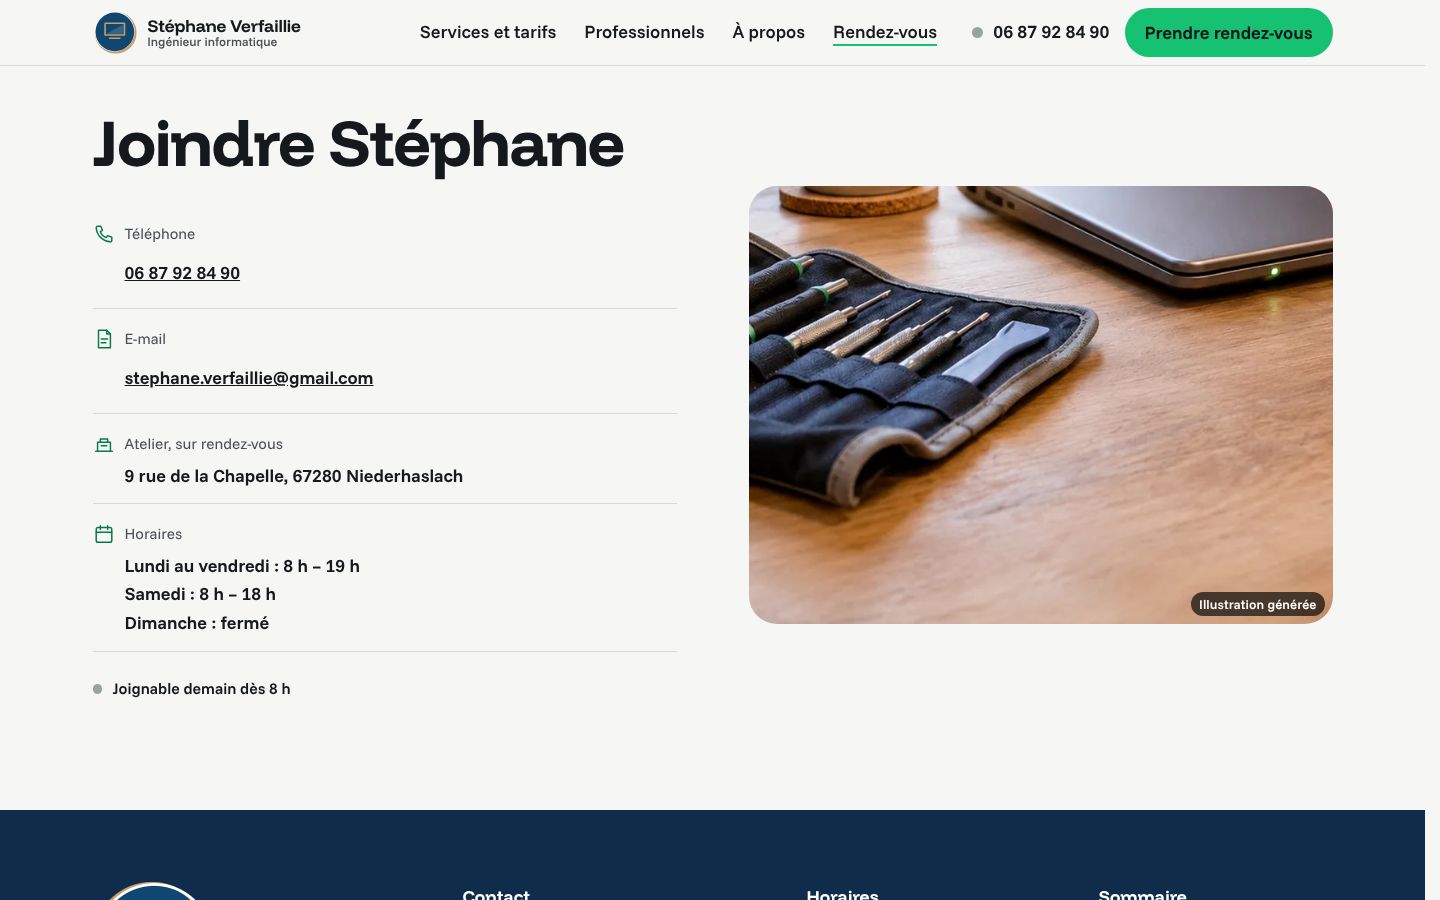 Stéphane Verfaillie
Ingénieur informatique
Services et tarifs
Professionnels
À propos
Rendez-vous
06 87 92 84 90
Prendre rendez-vous
Joindre Stéphane
Téléphone
06 87 92 84 90
E-mail
stephane.verfaillie@gmail.com
Atelier, sur rendez-vous
9 rue de la Chapelle, 67280 Niederhaslach
Horaires
Lundi au vendredi : 8 h – 19 h
Samedi : 8 h – 18 h
Dimanche : fermé
Joignable demain dès 8 h
Illustration générée
Contact
Horaires
Sommaire